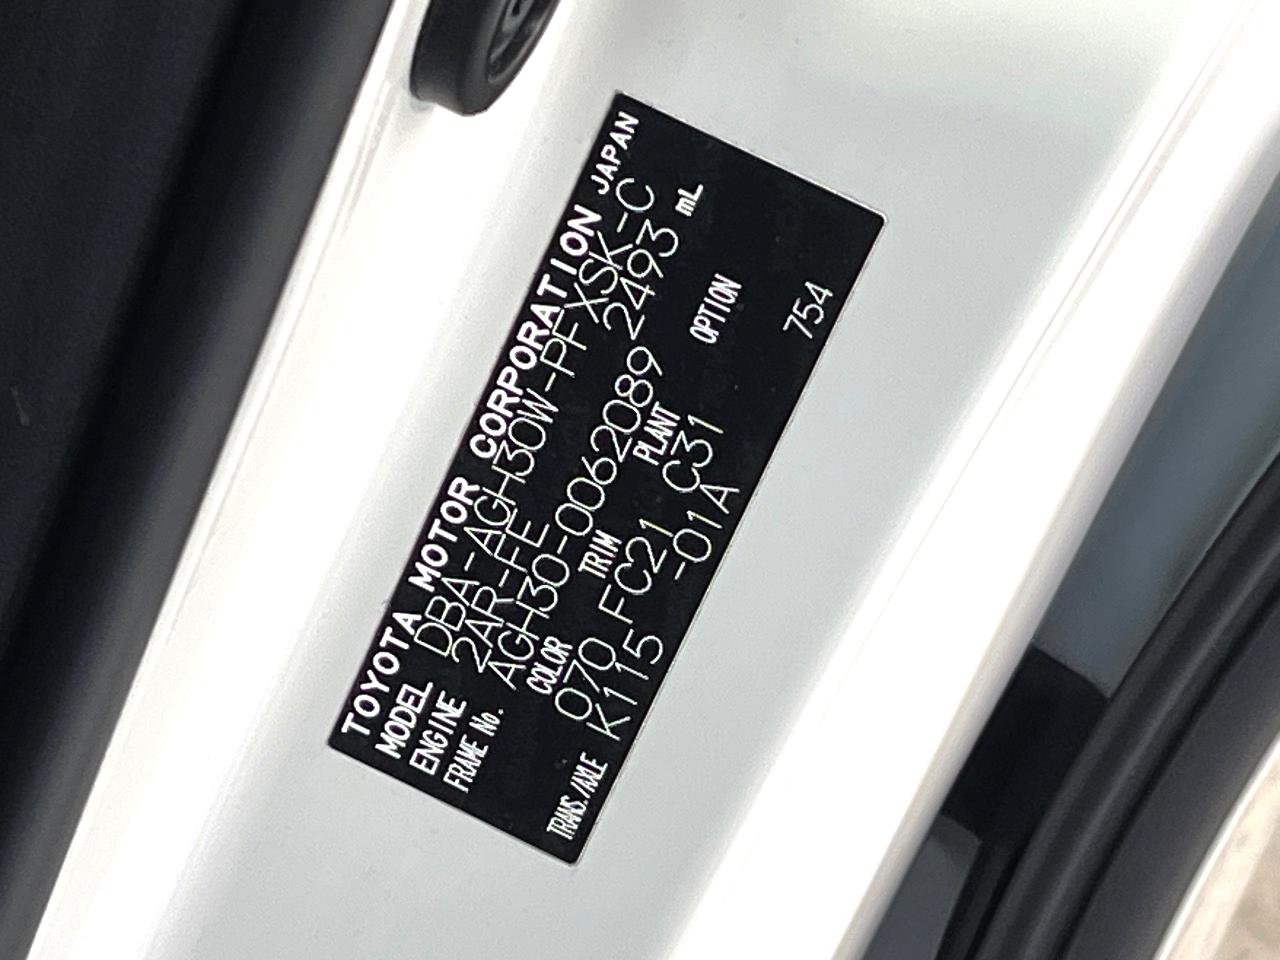 TOYOTA MOTOR CORPORATION JAPAN
MODEL DBA-AGH30W-PFXSK-C
ENGINE 2AR-FE 2493 mL
FRAME No. AGH30-0062089
COLOR TRIM PLANT OPTION
070 FC21 C31
TRANS./AXLE K115 -01A 754